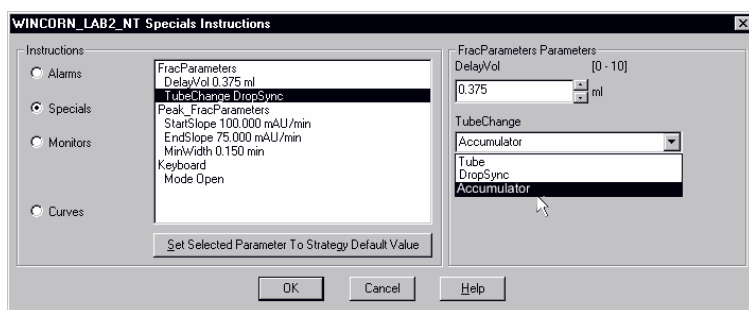 WINCORN_LAB2_NT Specials Instructions
Instructions
Alarms
Specials
Monitors
Curves
FracParameters
DelayVol 0.375 ml
TubeChange DropSync
Peak_FracParameters
StartSlope 100.000 mAU/min
EndSlope 75.000 mAU/min
MinWidth 0.150 min
Keyboard
Mode Open
Set Selected Parameter To Strategy Default Value
FracParameters Parameters
DelayVol [0 - 10]
0.375 ml
TubeChange
Accumulator
Tube
DropSync
Accumulator
OK Cancel Help